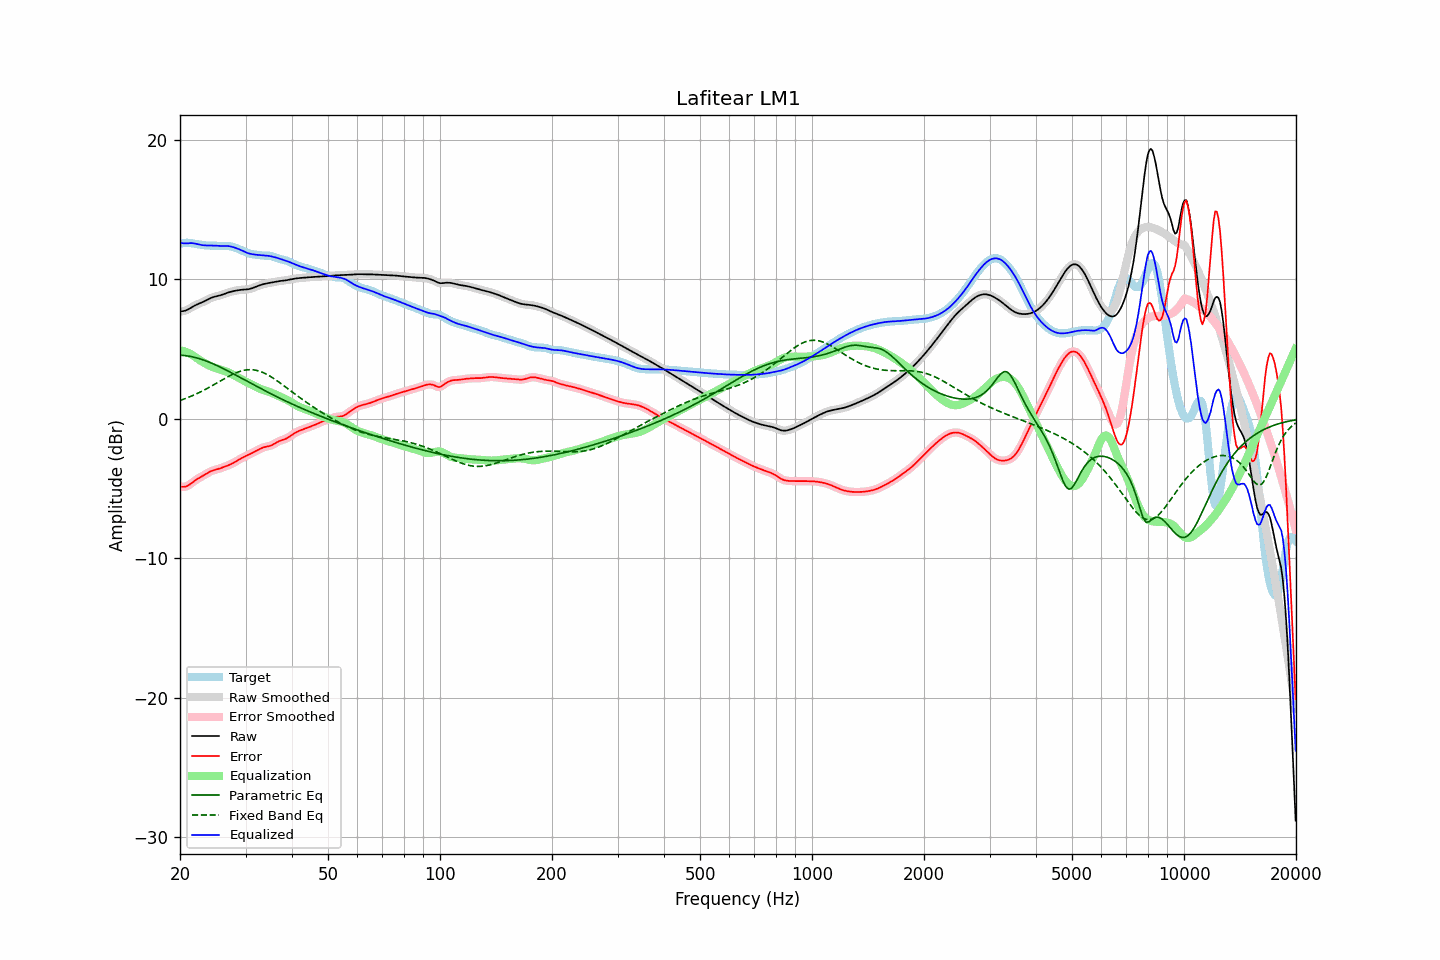 Lafitear LM1
Amplitude (dBr)
20
10
0
−10
−20
−30
Target
Raw Smoothed
Error Smoothed
Raw
Error
Equalization
Parametric Eq
Fixed Band Eq
Equalized
20 50 100 200 500 1000 2000 5000 10000 20000
Frequency (Hz)